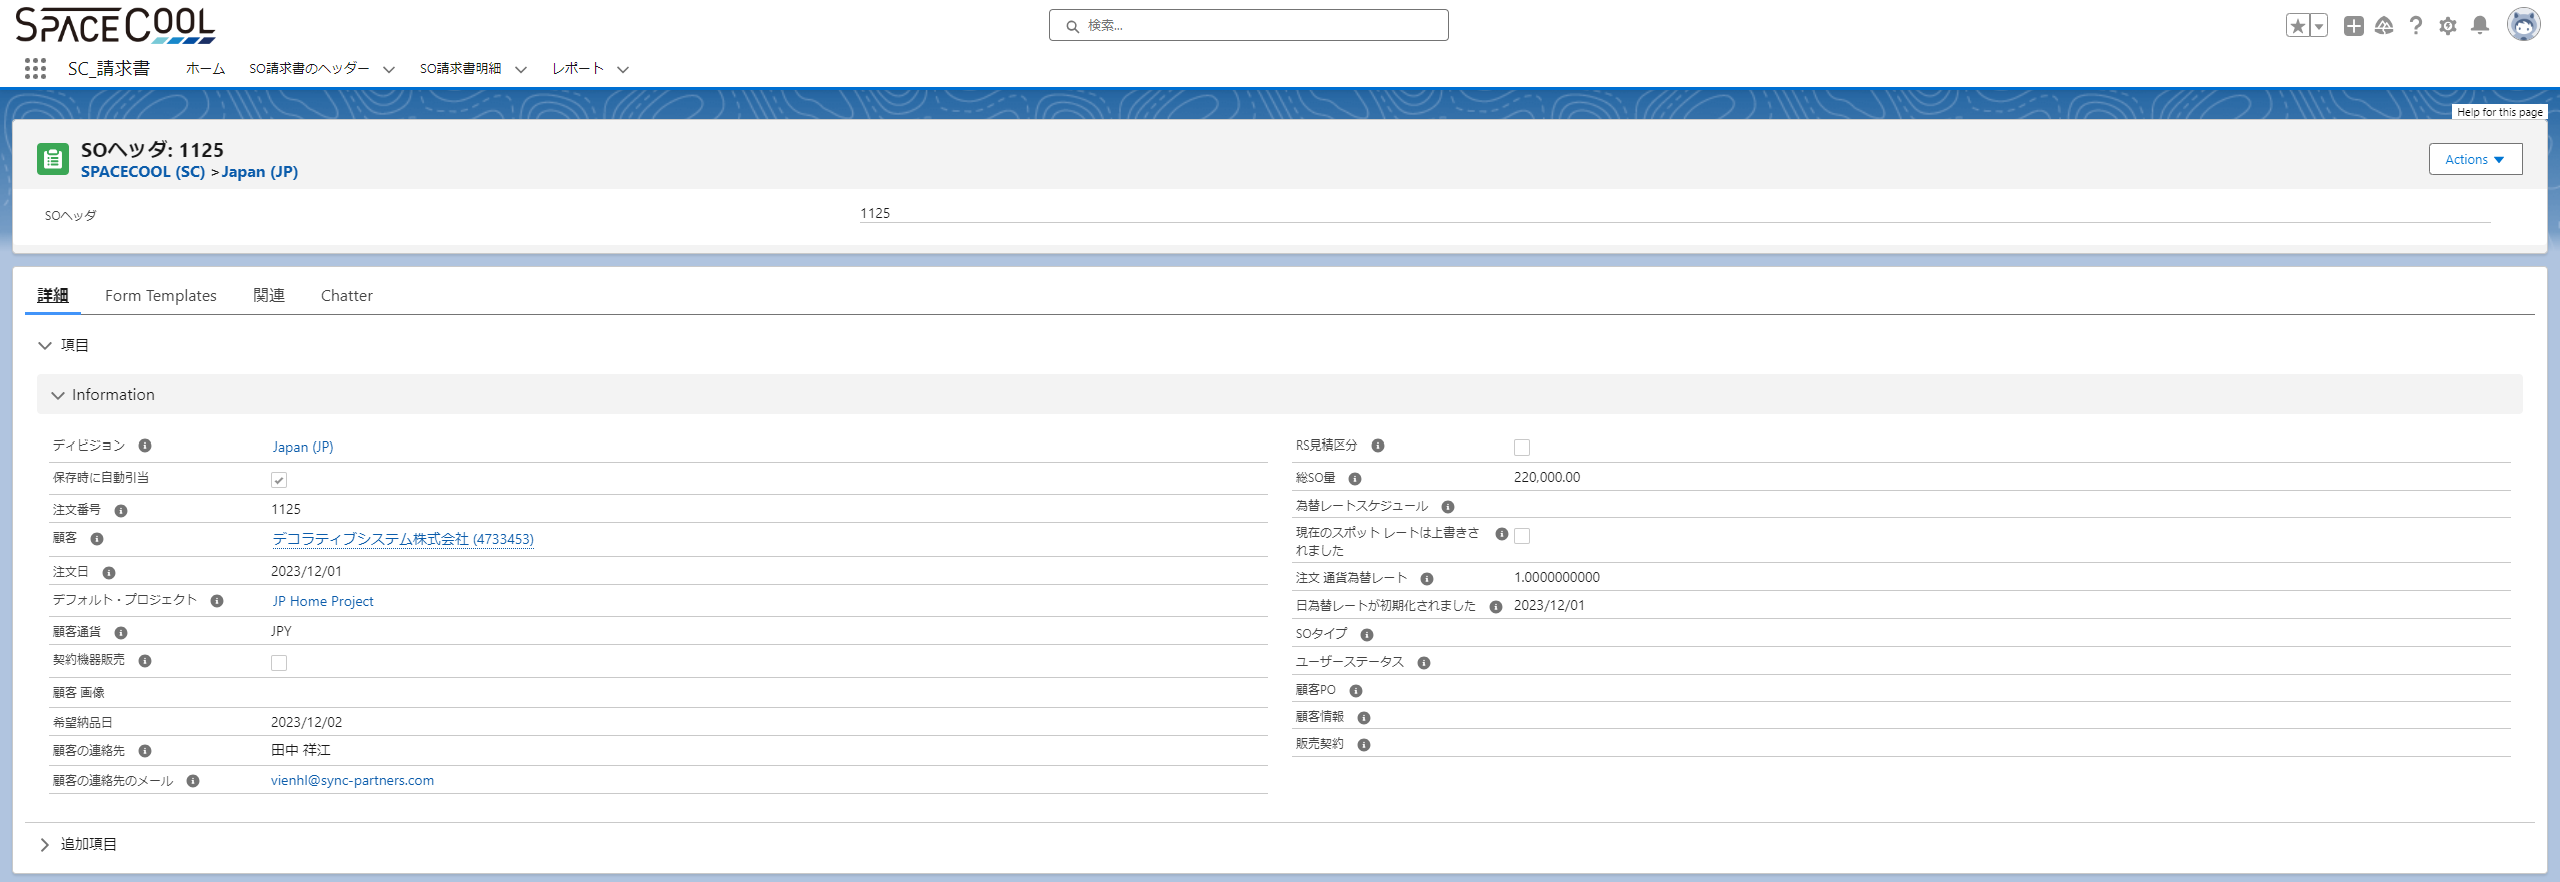 SPACECOOL
検索...
SC_請求書 ホーム SO請求書のヘッダー SO請求書明細 レポート
Help for this page
SOヘッダ: 1125
SPACECOOL (SC) >Japan (JP)
Actions
SOヘッダ 1125
詳細 Form Templates 関連 Chatter
項目
Information
ディビジョン Japan (JP)
保存時に自動引当
注文番号 1125
顧客 デコラティブシステム株式会社 (4733453)
注文日 2023/12/01
デフォルト・プロジェクト JP Home Project
顧客通貨 JPY
契約機器販売
顧客 画像
希望納品日 2023/12/02
顧客の連絡先 田中 祥江
顧客の連絡先のメール vienhl@sync-partners.com
RS見積区分
総SO量 220,000.00
為替レートスケジュール
現在のスポット レートは上書きさ
れました
注文 通貨為替レート 1.0000000000
日為替レートが初期化されました 2023/12/01
SOタイプ
ユーザーステータス
顧客PO
顧客情報
販売契約
追加項目